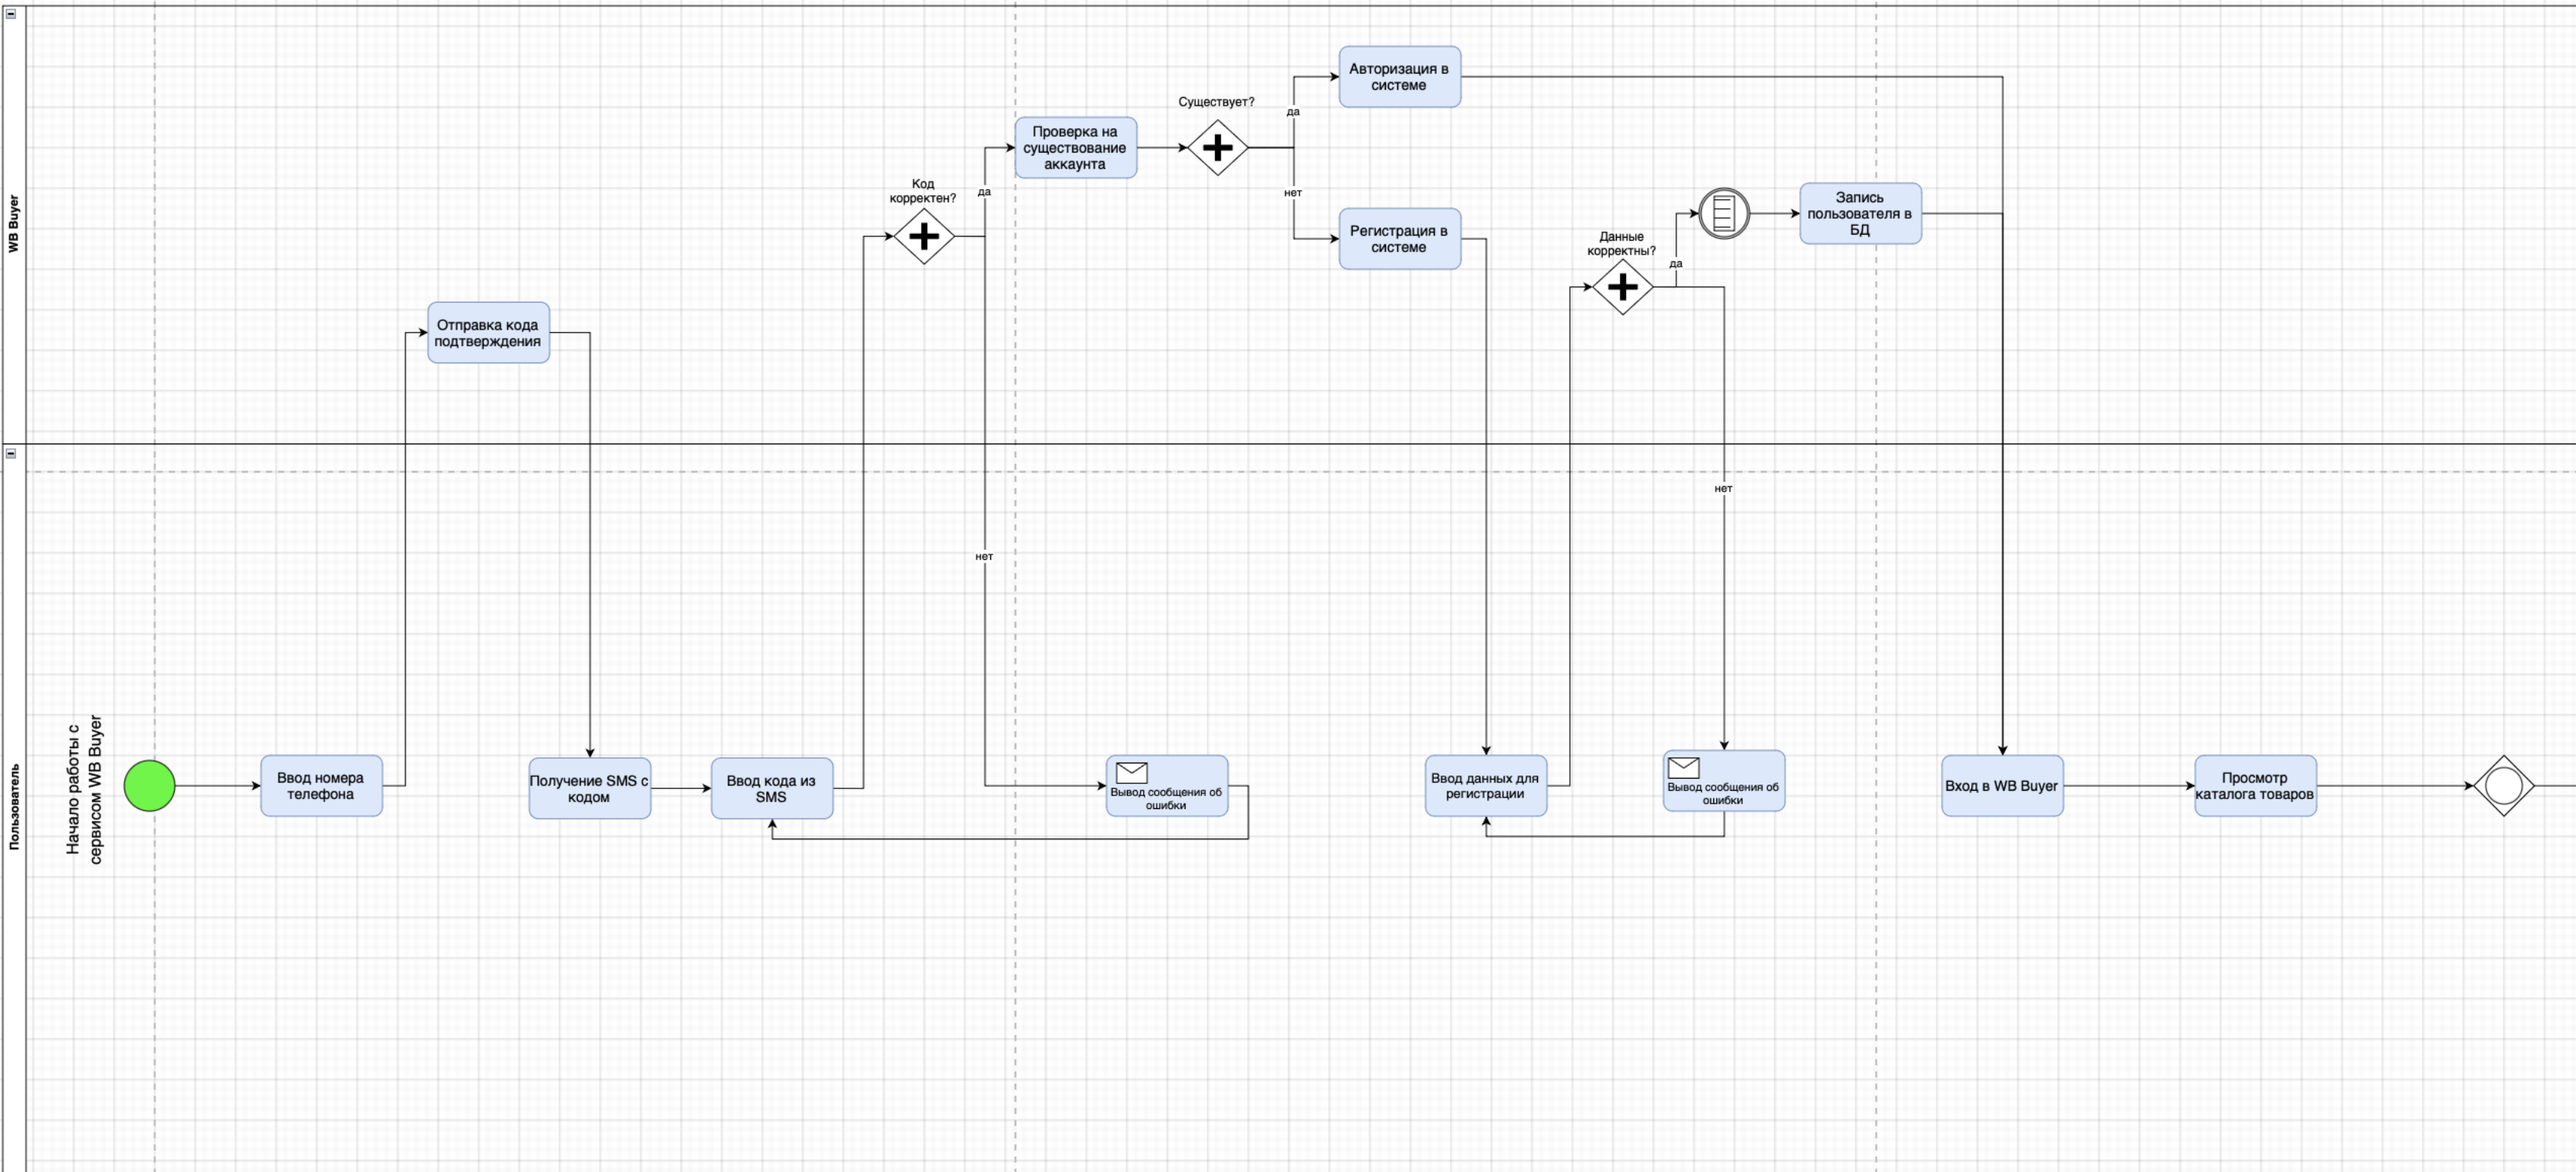 WB Buyer
Авторизация в
системе
Существует?
да
Проверка на
существование
аккаунта
Код
корректен?
да
нет
Регистрация в
системе
Запись
пользователя в
БД
Данные
корректны?
да
Отправка кода
подтверждения
нет
нет
Пользователь
Начало работы с
сервисом WB Buyer
Ввод номера
телефона
Получение SMS с
кодом
Ввод кода из
SMS
Вывод сообщения об
ошибки
Ввод данных для
регистрации
Вывод сообщения об
ошибки
Вход в WB Buyer
Просмотр
каталога товаров